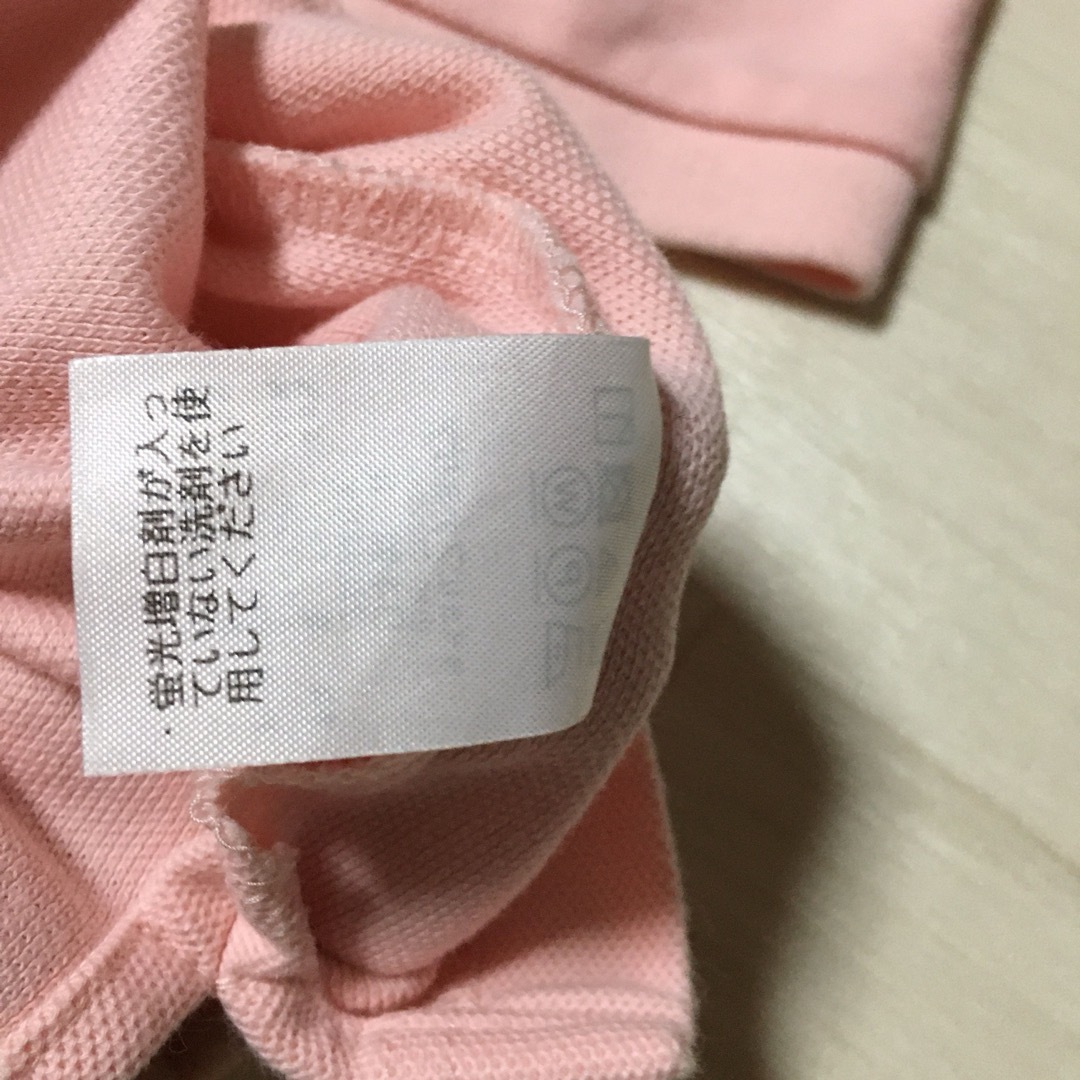 ・蛍光増白剤が入っ
ていない洗剤を使
用してください